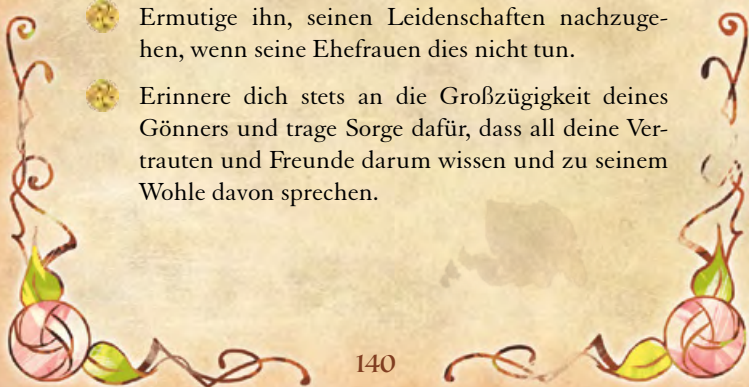 Ermutige ihn, seinen Leidenschaften nachzuge-
hen, wenn seine Ehefrauen dies nicht tun.
Erinnere dich stets an die Großzügigkeit deines
Gönners und trage Sorge dafür, dass all deine Ver-
trauten und Freunde darum wissen und zu seinem
Wohle davon sprechen.
140